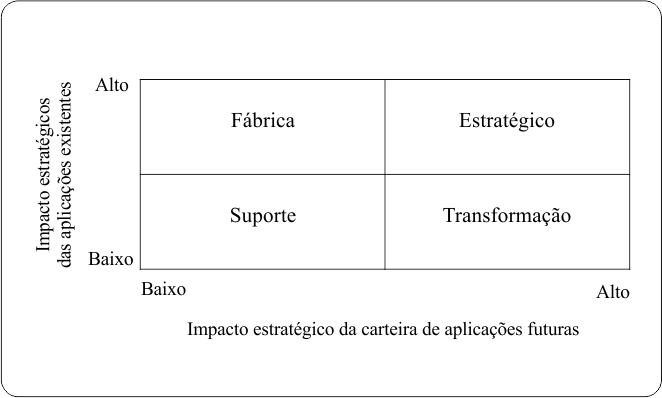 Impacto estratégicos
das aplicações existentes
Alto
Fábrica
Estratégico
Suporte
Transformação
Baixo
Baixo
Alto
Impacto estratégico da carteira de aplicações futuras